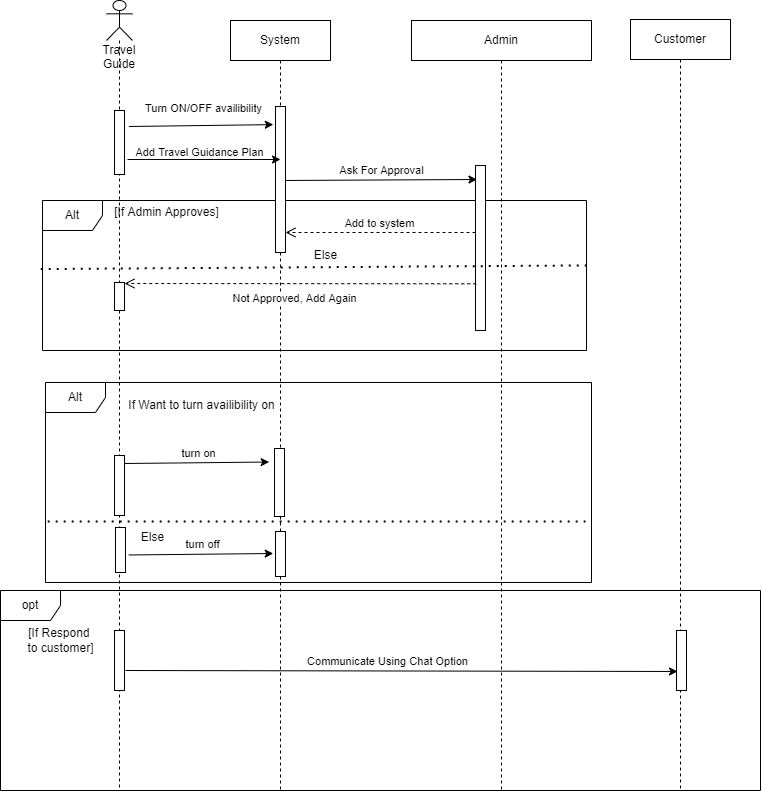 Travel
Guide
System
Admin
Customer
Turn ON/OFF availibility
Add Travel Guidance Plan
Ask For Approval
Alt
[If Admin Approves]
Add to system
Else
Not Approved, Add Again
Alt
If Want to turn availibility on
turn on
Else
turn off
opt
[If Respond
to customer]
Communicate Using Chat Option